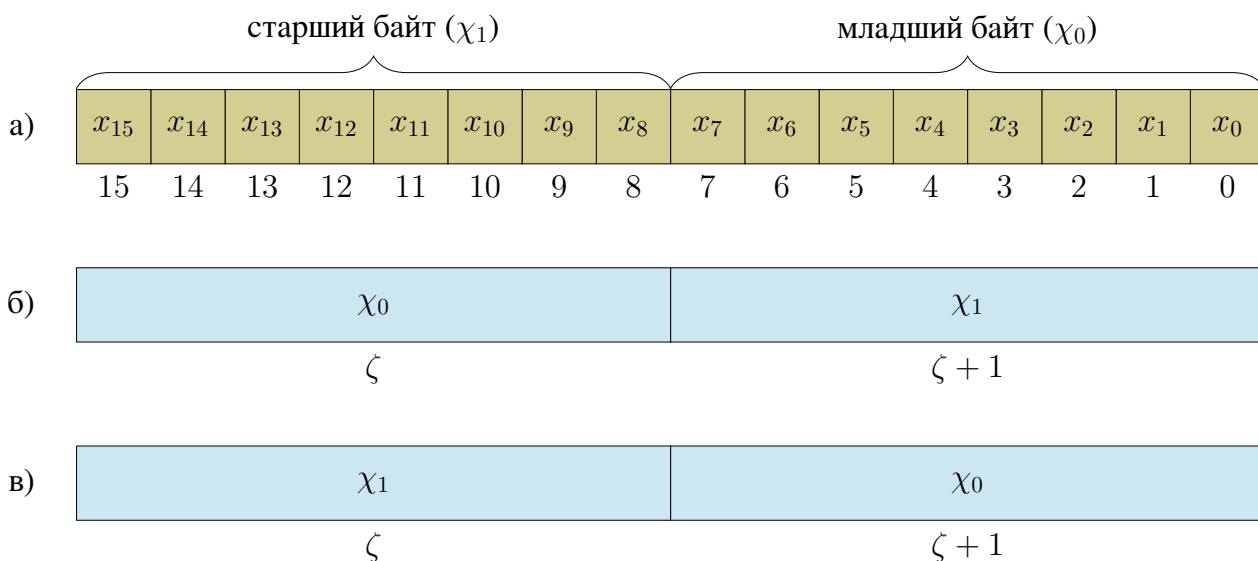 старший байт (χ₁) младший байт (χ₀)
а) x₁₅ x₁₄ x₁₃ x₁₂ x₁₁ x₁₀ x₉ x₈ x₇ x₆ x₅ x₄ x₃ x₂ x₁ x₀
15 14 13 12 11 10 9 8 7 6 5 4 3 2 1 0
б) χ₀ χ₁
ζ ζ + 1
в) χ₁ χ₀
ζ ζ + 1